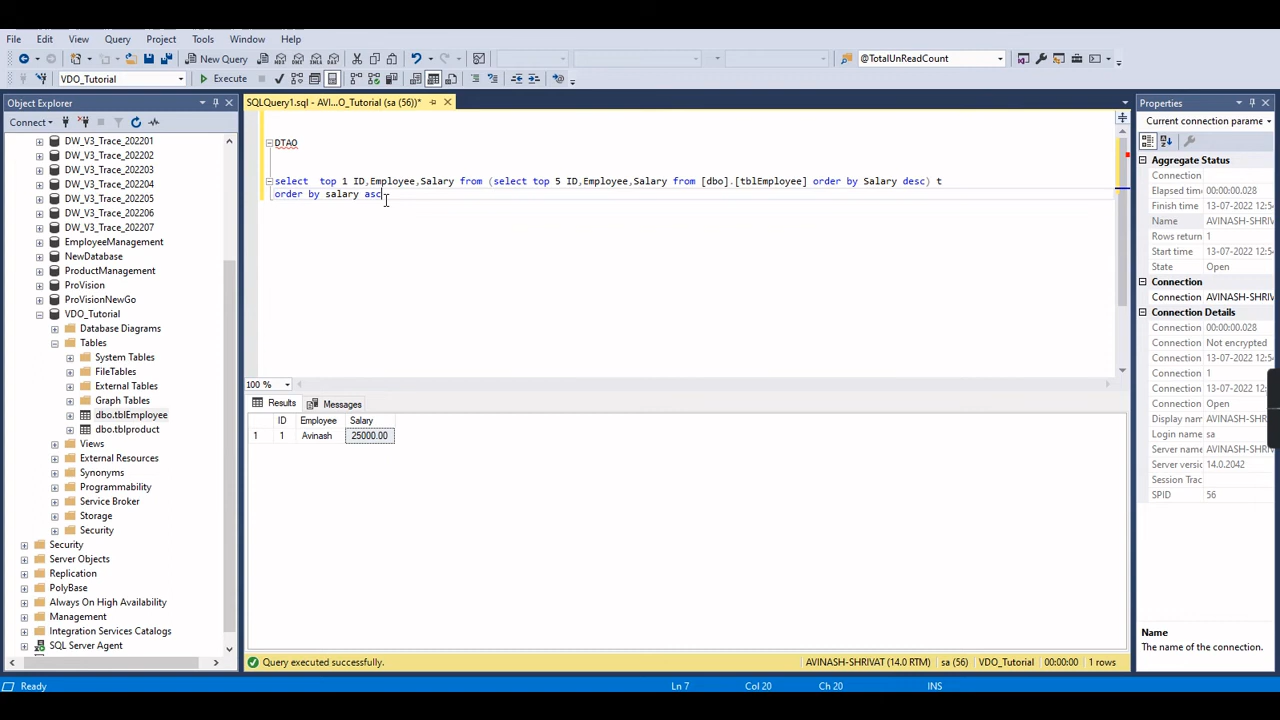 File Edit View Query Project Tools Window Help
New Query
@TotalUnReadCount
VDO_Tutorial
Execute
Object Explorer
Connect
DW_V3_Trace_202201
DW_V3_Trace_202202
DW_V3_Trace_202203
DW_V3_Trace_202204
DW_V3_Trace_202205
DW_V3_Trace_202206
DW_V3_Trace_202207
EmployeeManagement
NewDatabase
ProductManagement
ProVision
ProVisionNewGo
VDO_Tutorial
Database Diagrams
Tables
System Tables
FileTables
External Tables
Graph Tables
dbo.tblEmployee
dbo.tblproduct
Views
External Resources
Synonyms
Programmability
Service Broker
Storage
Security
Security
Server Objects
Replication
PolyBase
Always On High Availability
Management
Integration Services Catalogs
SQL Server Agent
SQLQuery1.sql - AVI...O_Tutorial (sa (56))*
DTAO
select top 1 ID,Employee,Salary from (select top 5 ID,Employee,Salary from [dbo].[tblEmployee] order by Salary desc) t
order by salary asc
100 %
Results Messages
ID Employee Salary
1 1 Avinash 25000.00
Query executed successfully.
AVINASH-SHRIVAT (14.0 RTM) sa (56) VDO_Tutorial 00:00:00 1 rows
Properties
Current connection parame
Aggregate Status
Connection
Elapsed time 00:00:00.028
Finish time 13-07-2022 12:54
Name AVINASH-SHRIV
Rows return 1
Start time 13-07-2022 12:54
State Open
Connection
Connection AVINASH-SHRIV
Connection Details
Connection 00:00:00.028
Connection Not encrypted
Connection 13-07-2022 12:54
Connection 1
Connection 13-07-2022 12:54
Connection Open
Display name AVINASH-SHRIV
Login name sa
Server name AVINASH-SHRIV
Server versic 14.0.2042
Session Trac
SPID 56
Name
The name of the connection.
Ready
Ln 7 Col 20 Ch 20 INS